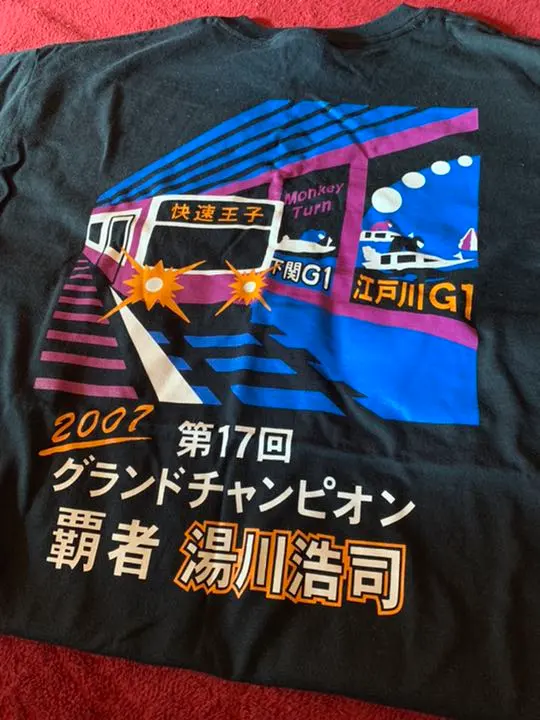 快速王子
Monkey
Turn
下関G1
江戸川G1
2007
第17回
グランドチャンピオン
覇者 湯川浩司